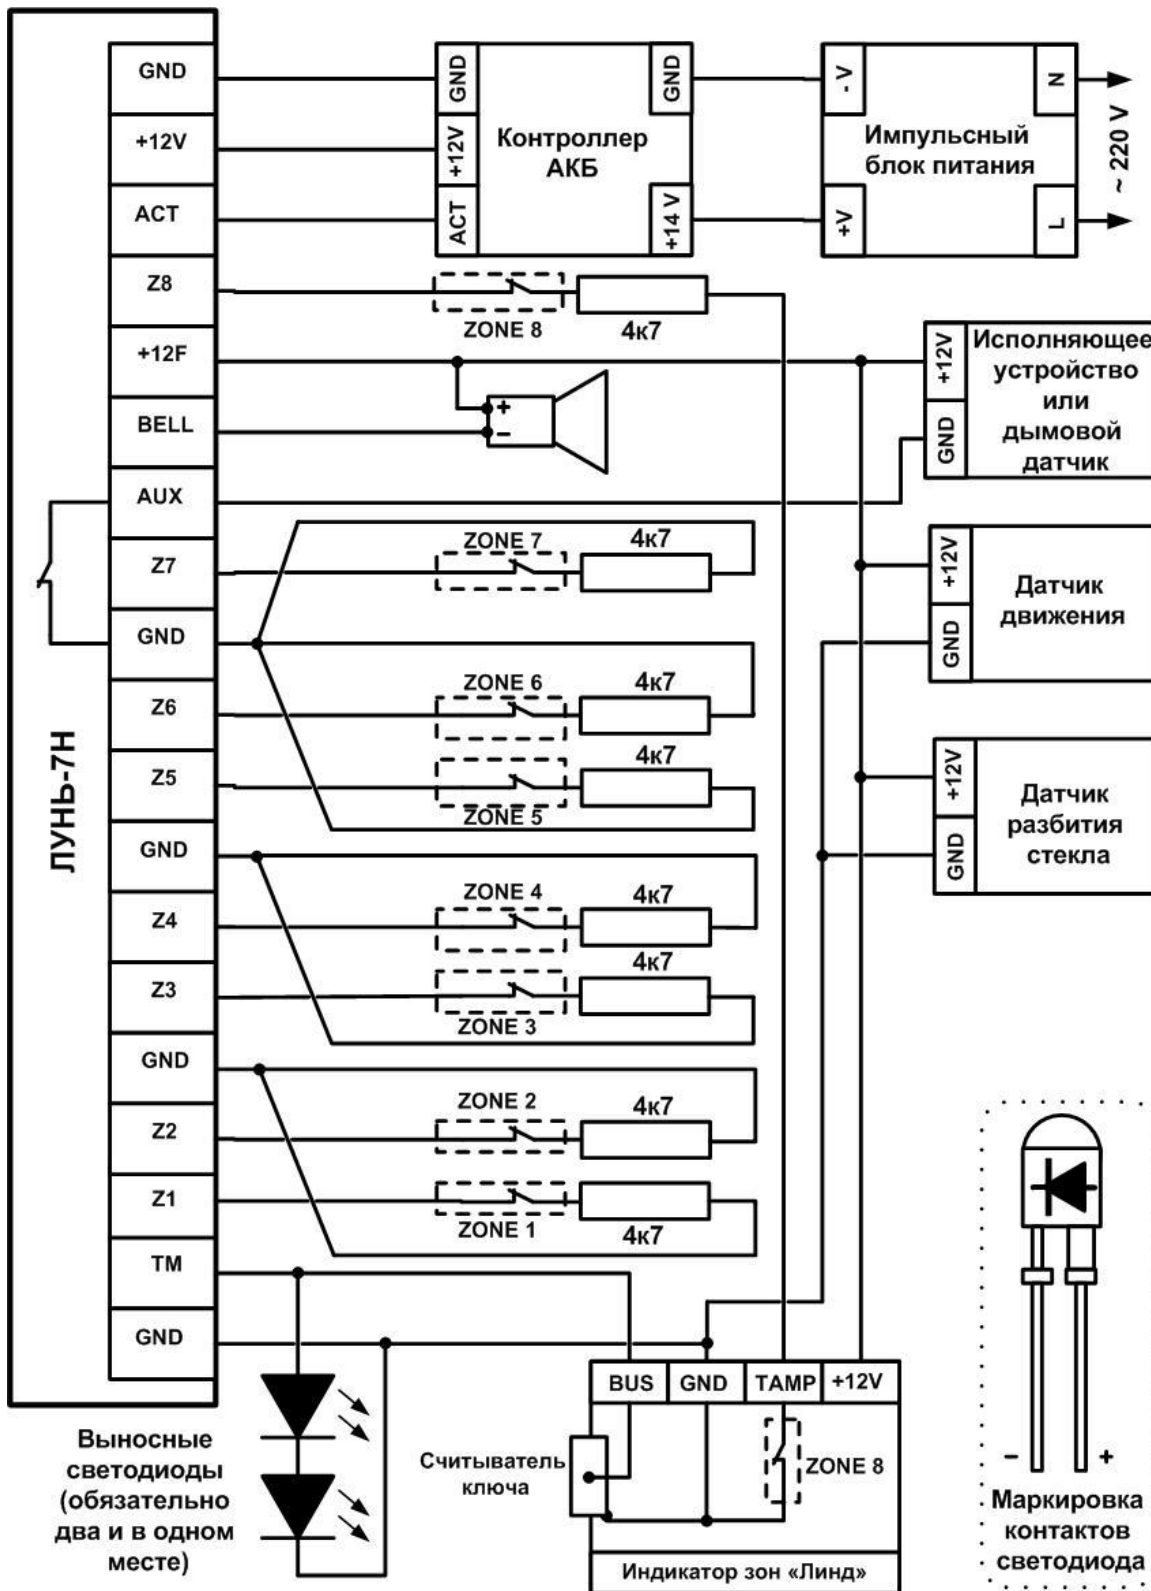 ЛУНЬ-7Н
GND
+12V
ACT
Z8
+12F
BELL
AUX
Z7
GND
Z6
Z5
GND
Z4
Z3
GND
Z2
Z1
TM
GND
GND
+12V
ACT
Контроллер
АКБ
GND
+14 V
- V
+V
Импульсный
блок питания
N
L
~ 220 V
ZONE 8
4к7
+
−
+12V
GND
Исполняющее
устройство
или
дымовой
датчик
ZONE 7
4к7
+12V
GND
Датчик
движения
ZONE 6
4к7
4к7
ZONE 5
+12V
GND
Датчик
разбития
стекла
ZONE 4
4к7
4к7
ZONE 3
ZONE 2
4к7
ZONE 1
4к7
Выносные
светодиоды
(обязательно
два и в одном
месте)
BUS
GND
TAMP
+12V
Считыватель
ключа
ZONE 8
Индикатор зон «Линд»
−
+
Маркировка
контактов
светодиода